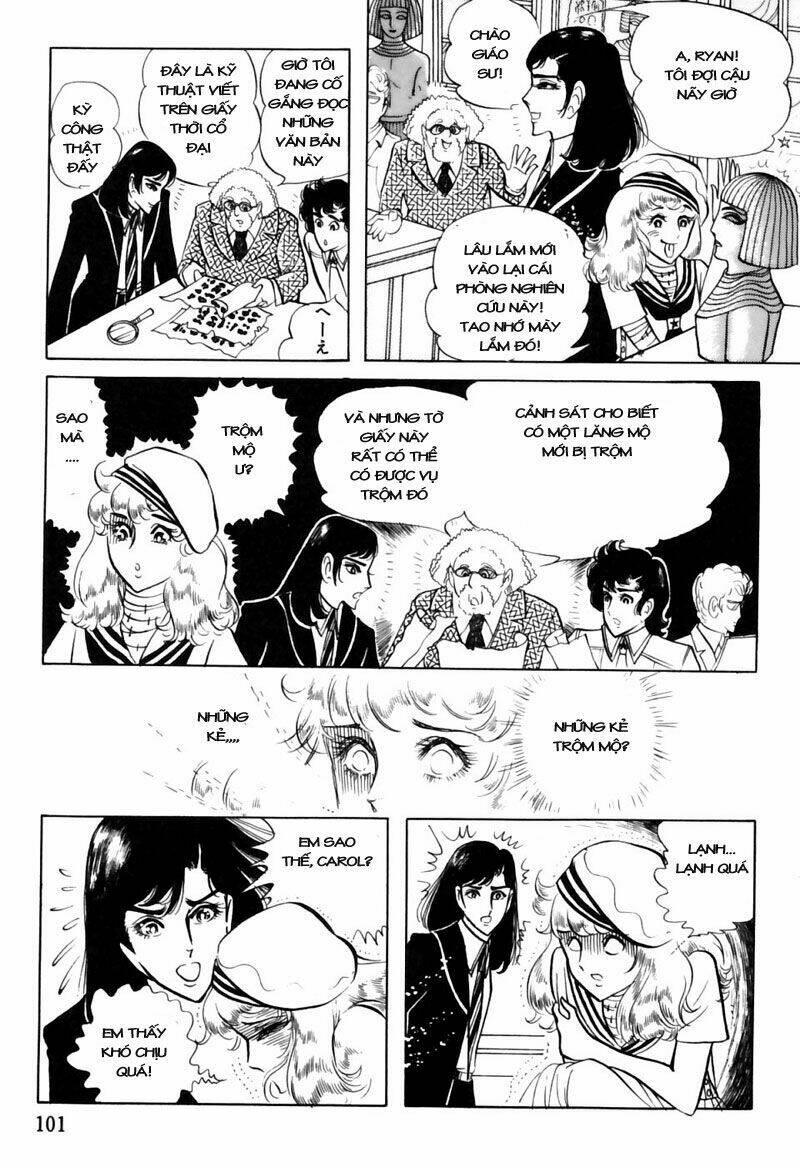 A, RYAN!
TÔI ĐỢI CẬU
NÃY GIỜ
CHÀO
GIÁO
SƯ!
LÂU LẮM MỚI
VÀO LẠI CÁI
PHÒNG NGHIÊN
CỨU NÀY!
TAO NHỚ MÀY
LẮM ĐÓ!
GIỜ TÔI
ĐANG CỐ
GẮNG ĐỌC
NHỮNG
VĂN BẢN
NÀY
ĐÂY LÀ KỸ
THUẬT VIẾT
TRÊN GIẤY
THỜI CỔ
ĐẠI
KỲ
CÔNG
THẬT
ĐẤY
へーえ
CẢNH SÁT CHO BIẾT
CÓ MỘT LĂNG MỘ
MỚI BỊ TRỘM
VÀ NHƯNG TỜ
GIẤY NÀY
RẤT CÓ THỂ
CÓ ĐƯỢC VỤ
TRỘM ĐÓ
TRỘM
MỘ
Ư?
SAO
MÀ
....
NHỮNG KẺ
TRỘM MỘ?
NHỮNG
KẺ,,,,
LẠNH...
LẠNH QUÁ
EM SAO
THẾ, CAROL?
EM THẤY
KHÓ CHỊU
QUÁ!
101